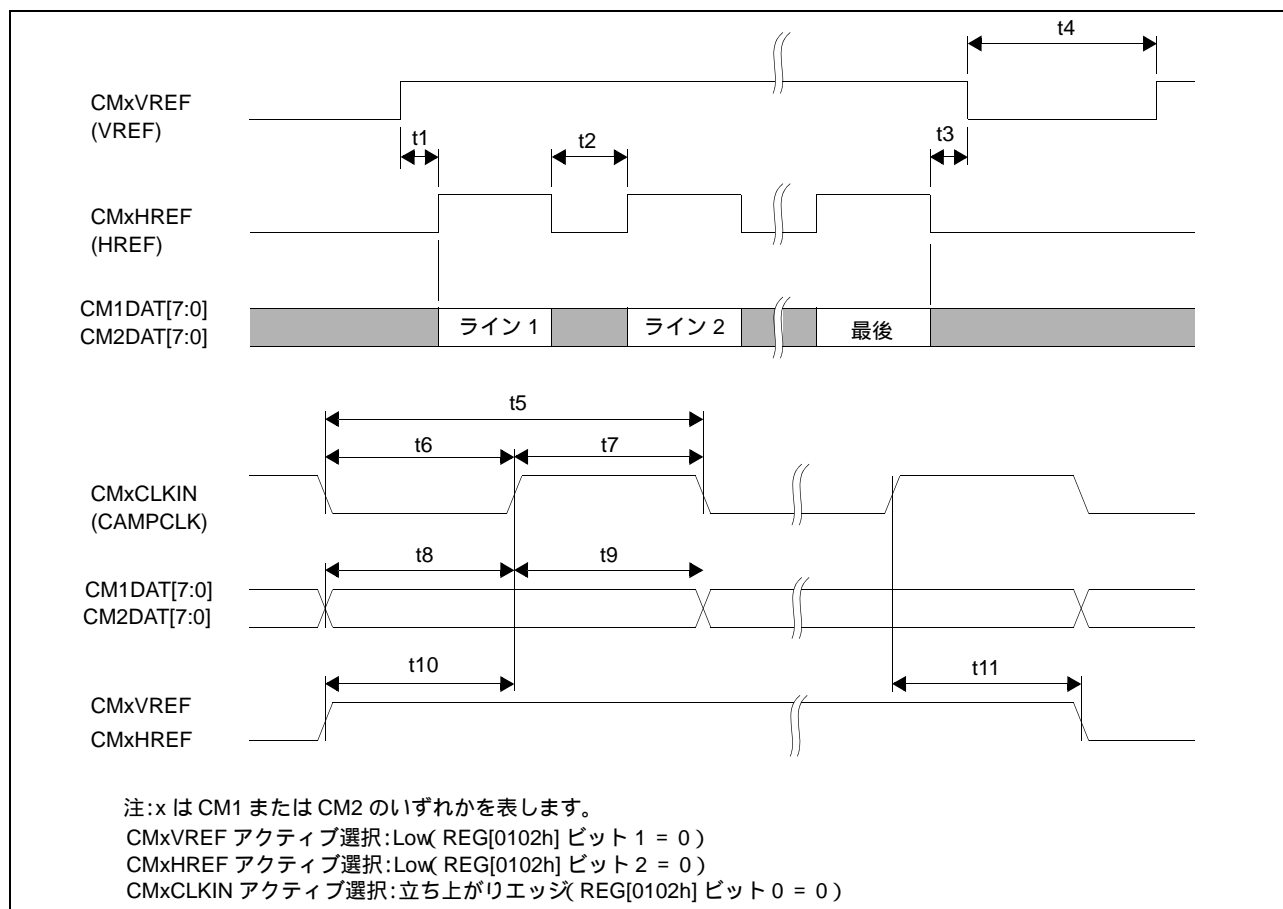 t4
CMxVREF
(VREF)
t1
t2
t3
CMxHREF
(HREF)
CM1DAT[7:0]
CM2DAT[7:0]
ライン 1
ライン 2
最後
t5
t6
t7
CMxCLKIN
(CAMPCLK)
t8
t9
CM1DAT[7:0]
CM2DAT[7:0]
t10
t11
CMxVREF
CMxHREF
注:x は CM1 または CM2 のいずれかを表します。
CMxVREF アクティブ選択:Low( REG[0102h] ビット 1 = 0 )
CMxHREF アクティブ選択:Low( REG[0102h] ビット 2 = 0 )
CMxCLKIN アクティブ選択:立ち上がりエッジ( REG[0102h] ビット 0 = 0 )